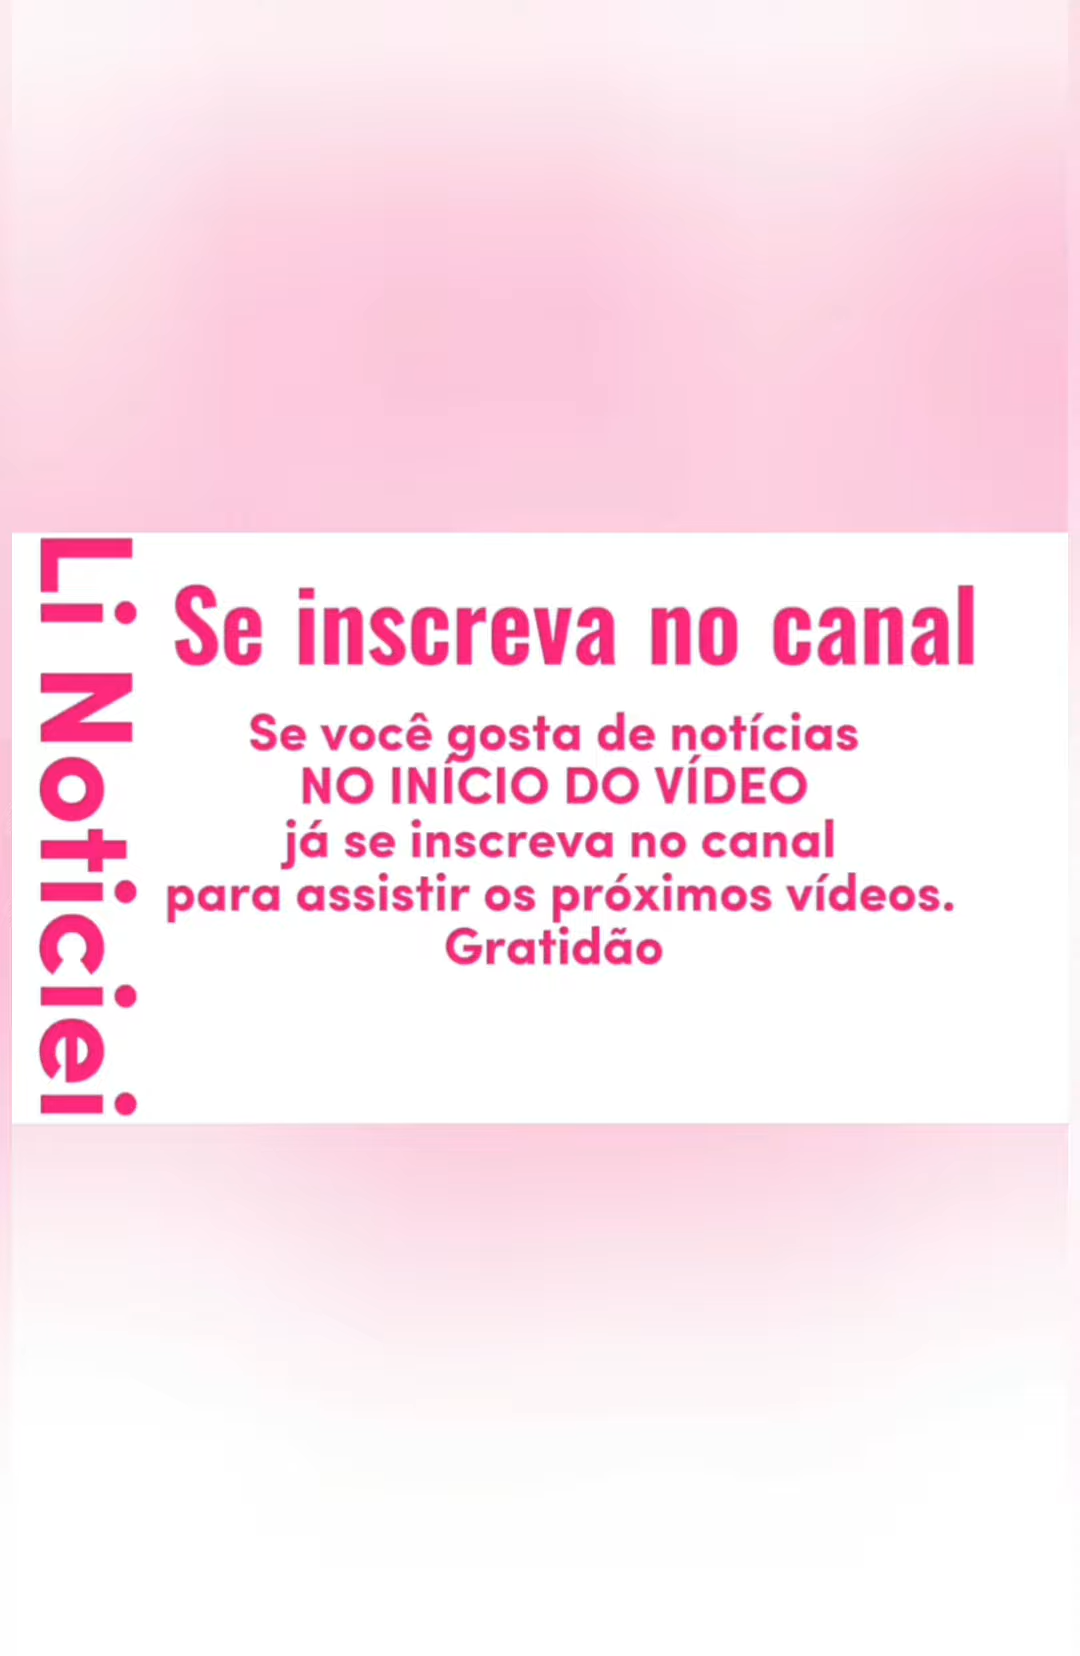 Li Noticiei
Se inscreva no canal
Se você gosta de notícias
NO INÍCIO DO VÍDEO
já se inscreva no canal
para assistir os próximos vídeos.
Gratidão